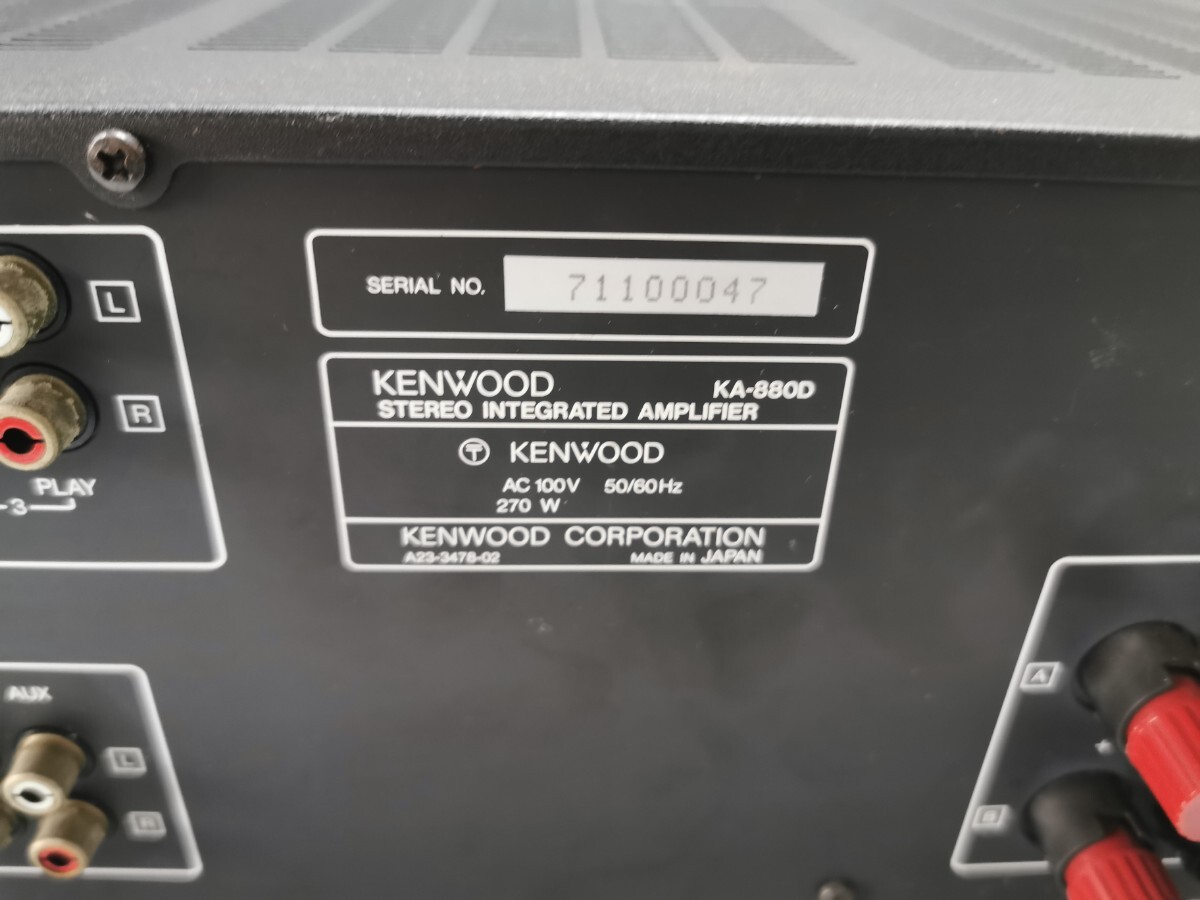 SERIAL NO. 71100047
KENWOOD KA-880D
STEREO INTEGRATED AMPLIFIER
Ⓣ KENWOOD
AC 100V 50/60Hz
270 W
KENWOOD CORPORATION
A23-3478-02 MADE IN JAPAN
L
R
PLAY
3
AUX
L
R
A
B
+